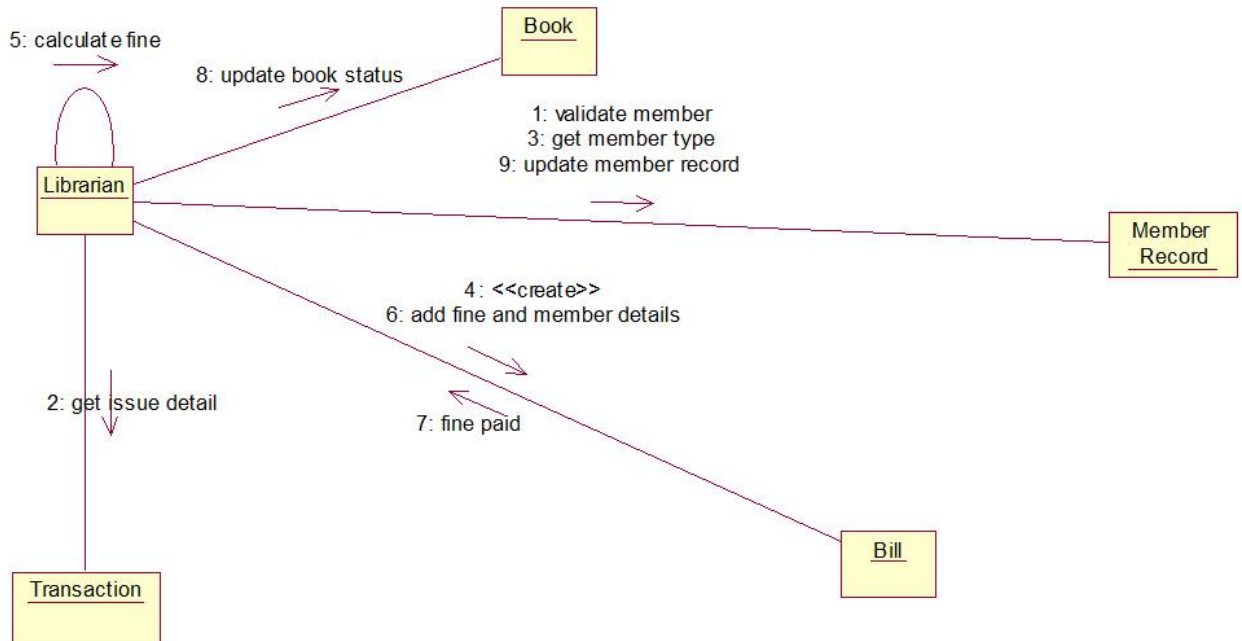 Book
5: calculate fine
8: update book status
1: validate member
3: get member type
9: update member record
Librarian
Member
Record
4: <<create>>
6: add fine and member details
2: get issue detail
7: fine paid
Bill
Transaction